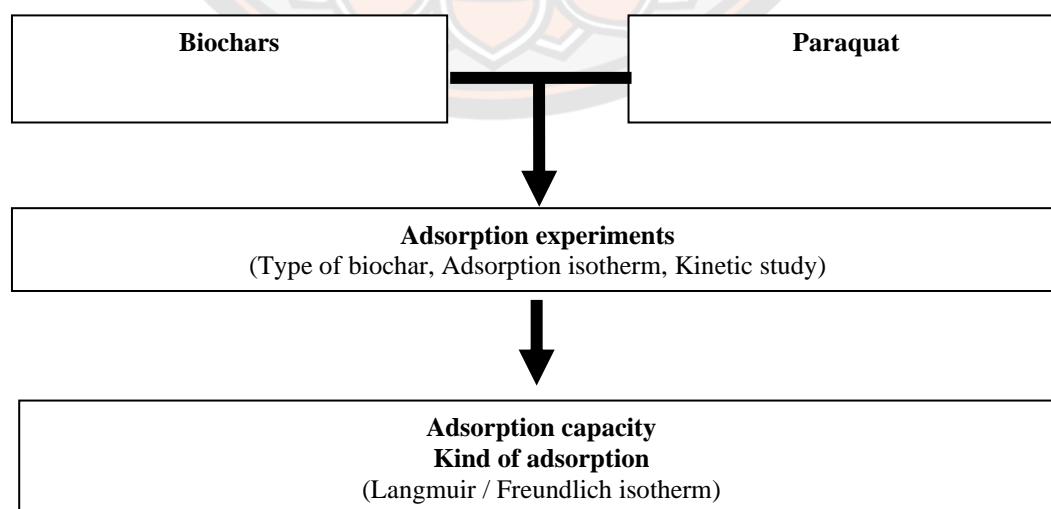 Biochars
Paraquat
Adsorption experiments
(Type of biochar, Adsorption isotherm, Kinetic study)
Adsorption capacity
Kind of adsorption
(Langmuir / Freundlich isotherm)